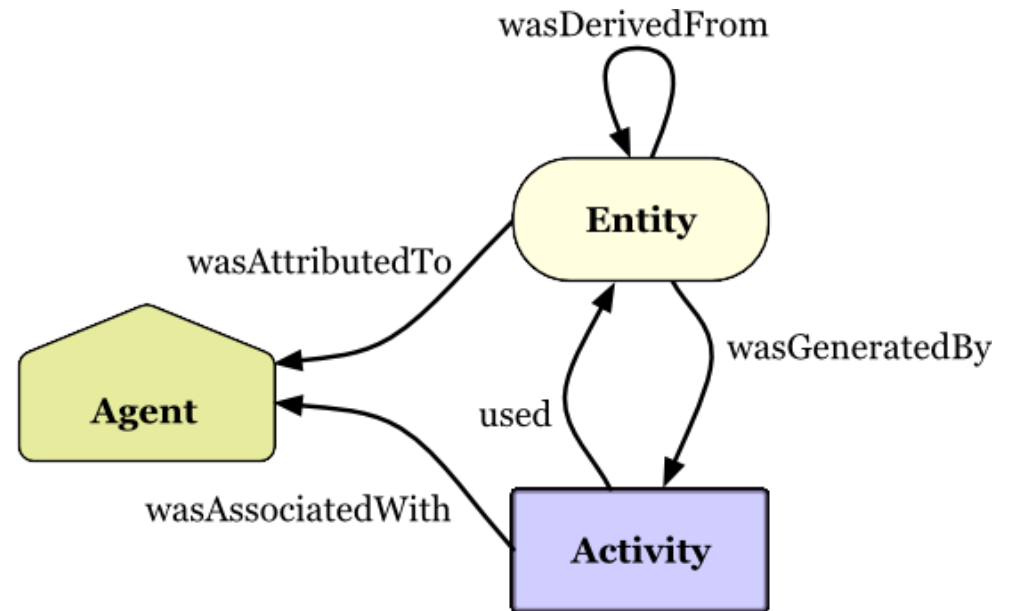 wasDerivedFrom
Entity
wasAttributedTo
wasGeneratedBy
Agent
used
wasAssociatedWith
Activity